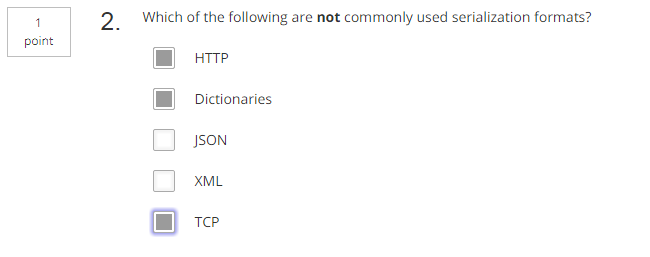 1
point
2.
Which of the following are not commonly used serialization formats?
HTTP
Dictionaries
JSON
XML
TCP